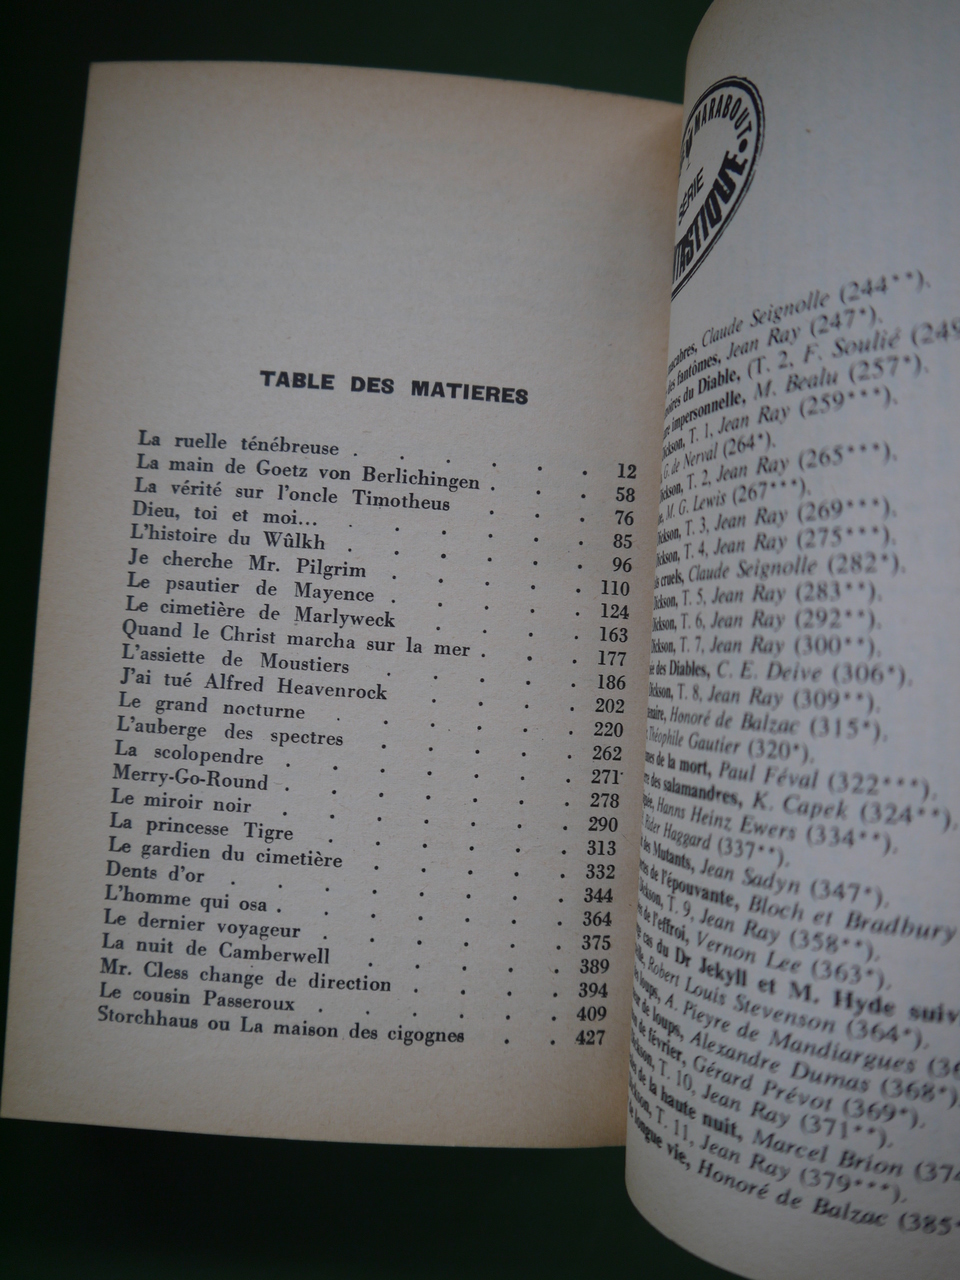 TABLE DES MATIERES
La ruelle ténébreuse . . . . . . 12
La main de Goetz von Berlichingen . . . 58
La vérité sur l'oncle Timotheus . . . 76
Dieu, toi et moi... . . . . . . 85
L'histoire du Wûlkh . . . . . . 96
Je cherche Mr. Pilgrim . . . . . 110
Le psautier de Mayence . . . . . 124
Le cimetière de Marlyweck . . . . 163
Quand le Christ marcha sur la mer . . . 177
L'assiette de Moustiers . . . . . 186
J'ai tué Alfred Heavenrock . . . . 202
Le grand nocturne . . . . . . 220
L'auberge des spectres . . . . . 262
La scolopendre . . . . . . . 271
Merry-Go-Round . . . . . . . 278
Le miroir noir . . . . . . . 290
La princesse Tigre . . . . . . 313
Le gardien du cimetière . . . . . 332
Dents d'or . . . . . . . . 344
L'homme qui osa . . . . . . . 364
Le dernier voyageur . . . . . . 375
La nuit de Camberwell . . . . . 389
Mr. Cless change de direction . . . . 394
Le cousin Passeroux . . . . . . 409
Storchhaus ou La maison des cigognes . . 427
MARABOUT
SÉRIE
Claude Seignolle (244**).
des fantômes, Jean Ray (247*).
du Diable, (T. 2, F. Soulié (249
impersonnelle, M. Bealu (257*).
T. 1, Jean Ray (259***).
G. de Nerval (264*).
T. 2, Jean Ray (265***).
M. G. Lewis (267***).
T. 3, Jean Ray (269***).
T. 4, Jean Ray (275***).
cruels, Claude Seignolle (282*).
T. 5, Jean Ray (283**).
T. 6, Jean Ray (292**).
T. 7, Jean Ray (300**).
des Diables, C. E. Deive (306*).
T. 8, Jean Ray (309**).
Honoré de Balzac (315*).
Théophile Gautier (320*).
de la mort, Paul Féval (322***).
des salamandres, K. Capek (324**).
Hanns Heinz Ewers (334**).
Rider Haggard (337**).
des Mutants, Jean Sadyn (347*).
de l'épouvante, Bloch et Bradbury
T. 9, Jean Ray (358**).
de l'effroi, Vernon Lee (363*).
cas du Dr Jekyll et M. Hyde suiv
Robert Louis Stevenson (364*).
loups, A. Pieyre de Mandiargues
de loups, Alexandre Dumas (368*).
de février, Gérard Prévot (369*).
T. 10, Jean Ray (371**).
de la haute nuit, Marcel Brion (374
T. 11, Jean Ray (379***).
longue vie, Honoré de Balzac (385*